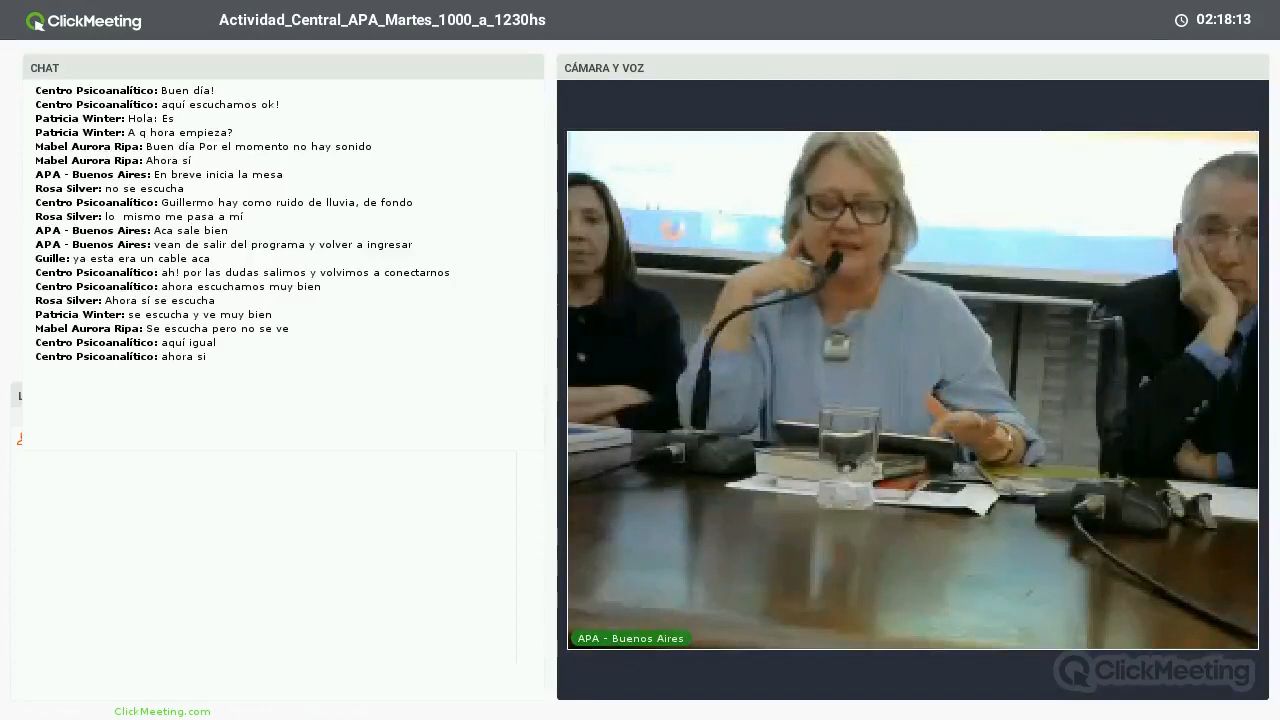 ClickMeeting
Actividad_Central_APA_Martes_1000_a_1230hs
02:18:13
CHAT
Centro Psicoanalítico: Buen día!
Centro Psicoanalítico: aquí escuchamos ok!
Patricia Winter: Hola: Es
Patricia Winter: A q hora empieza?
Mabel Aurora Ripa: Buen día Por el momento no hay sonido
Mabel Aurora Ripa: Ahora sí
APA - Buenos Aires: En breve inicia la mesa
Rosa Silver: no se escucha
Centro Psicoanalítico: Guillermo hay como ruido de lluvia, de fondo
Rosa Silver: lo  mismo me pasa a mí
APA - Buenos Aires: Aca sale bien
APA - Buenos Aires: vean de salir del programa y volver a ingresar
Guille: ya esta era un cable aca
Centro Psicoanalítico: ah! por las dudas salimos y volvimos a conectarnos
Centro Psicoanalítico: ahora escuchamos muy bien
Rosa Silver: Ahora sí se escucha
Patricia Winter: se escucha y ve muy bien
Mabel Aurora Ripa: Se escucha pero no se ve
Centro Psicoanalítico: aquí igual
Centro Psicoanalítico: ahora si
CÁMARA Y VOZ
APA - Buenos Aires
ClickMeeting
ClickMeeting.com